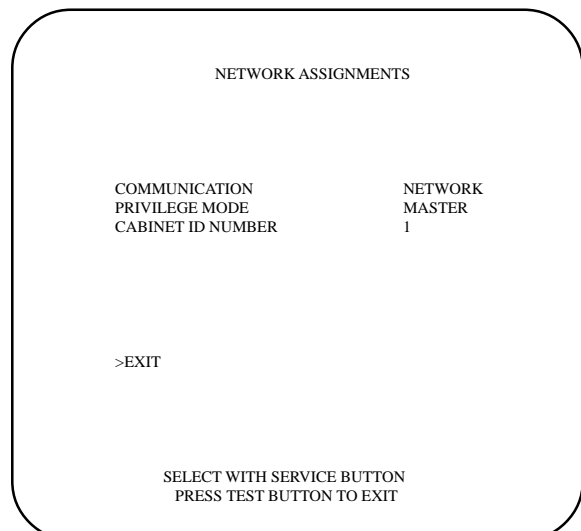 NETWORK ASSIGNMENTS
COMMUNICATION NETWORK
PRIVILEGE MODE MASTER
CABINET ID NUMBER 1
>EXIT
SELECT WITH SERVICE BUTTON
PRESS TEST BUTTON TO EXIT